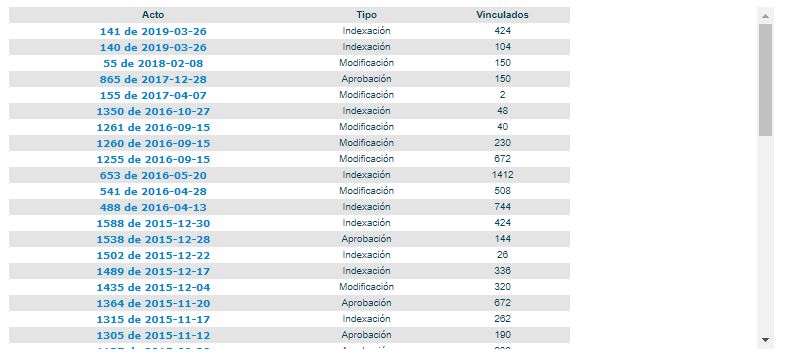 Acto Tipo Vinculados
141 de 2019-03-26 Indexación 424
140 de 2019-03-26 Indexación 104
55 de 2018-02-08 Modificación 150
865 de 2017-12-28 Aprobación 150
155 de 2017-04-07 Modificación 2
1350 de 2016-10-27 Indexación 48
1261 de 2016-09-15 Modificación 40
1260 de 2016-09-15 Modificación 230
1255 de 2016-09-15 Modificación 672
653 de 2016-05-20 Indexación 1412
541 de 2016-04-28 Modificación 508
488 de 2016-04-13 Indexación 744
1588 de 2015-12-30 Indexación 424
1538 de 2015-12-28 Aprobación 144
1502 de 2015-12-22 Indexación 26
1489 de 2015-12-17 Indexación 336
1435 de 2015-12-04 Modificación 320
1364 de 2015-11-20 Aprobación 672
1315 de 2015-11-17 Indexación 262
1305 de 2015-11-12 Aprobación 190